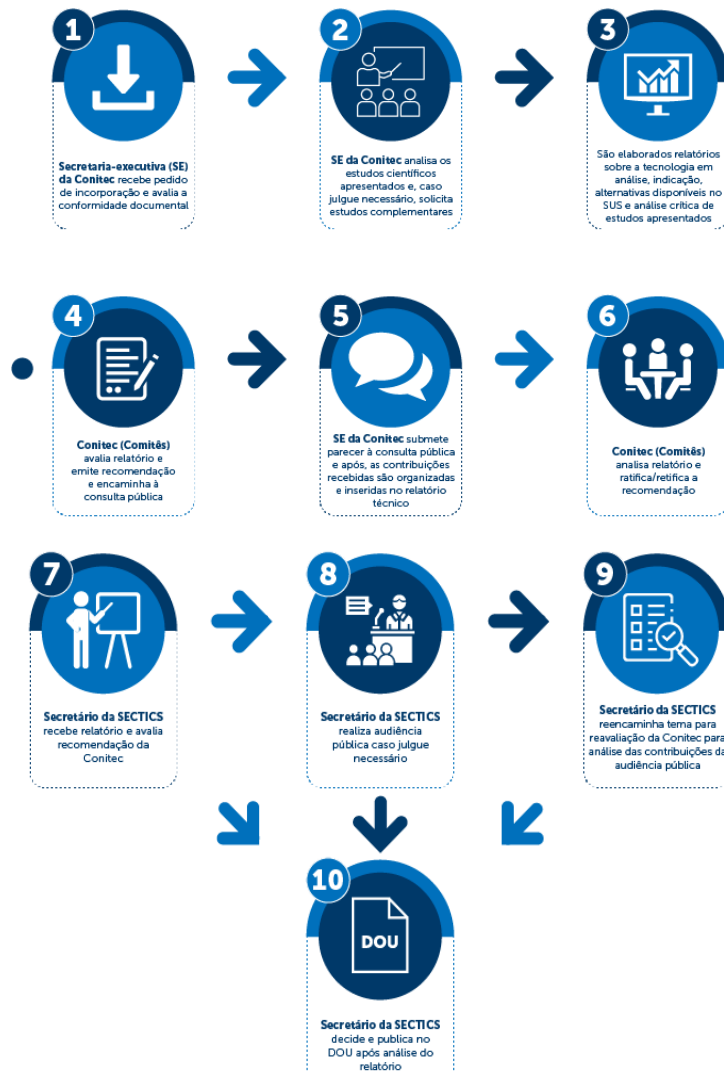 1
Secretaria-executiva (SE)
da Conitec recebe pedido
de incorporação e avalia a
conformidade documental
2
SE da Conitec analisa os
estudos científicos
apresentados e, caso
julgue necessário, solicita
estudos complementares
3
São elaborados relatórios
sobre a tecnologia em
análise, indicação,
alternativas disponíveis no
SUS e análise crítica de
estudos apresentados
4
Conitec (Comitês)
avalia relatório e
emite recomendação
e encaminha à
consulta pública
5
SE da Conitec submete
parecer à consulta pública
e após, as contribuições
recebidas são organizadas
e inseridas no relatório
técnico
6
Conitec (Comitês)
analisa relatório e
ratifica/retifica a
recomendação
7
Secretário da SECTICS
recebe relatório e avalia
recomendação da
Conitec
8
Secretário da SECTICS
realiza audiência
pública caso julgue
necessário
9
Secretário da SECTICS
reencaminha tema para
reavaliação da Conitec para
análise das contribuições da
audiência pública
10
DOU
Secretário da SECTICS
decide e publica no
DOU após análise do
relatório